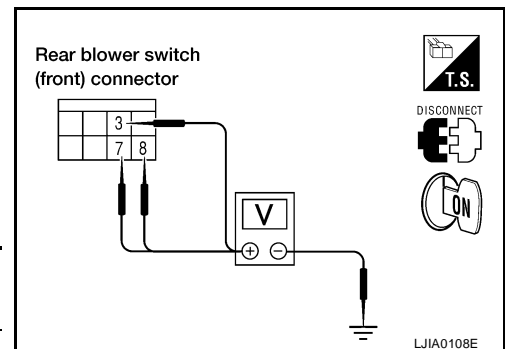 Rear blower switch
(front) connector
T.S.
DISCONNECT
3
7 8
ON
V
+ −
LJIA0108E